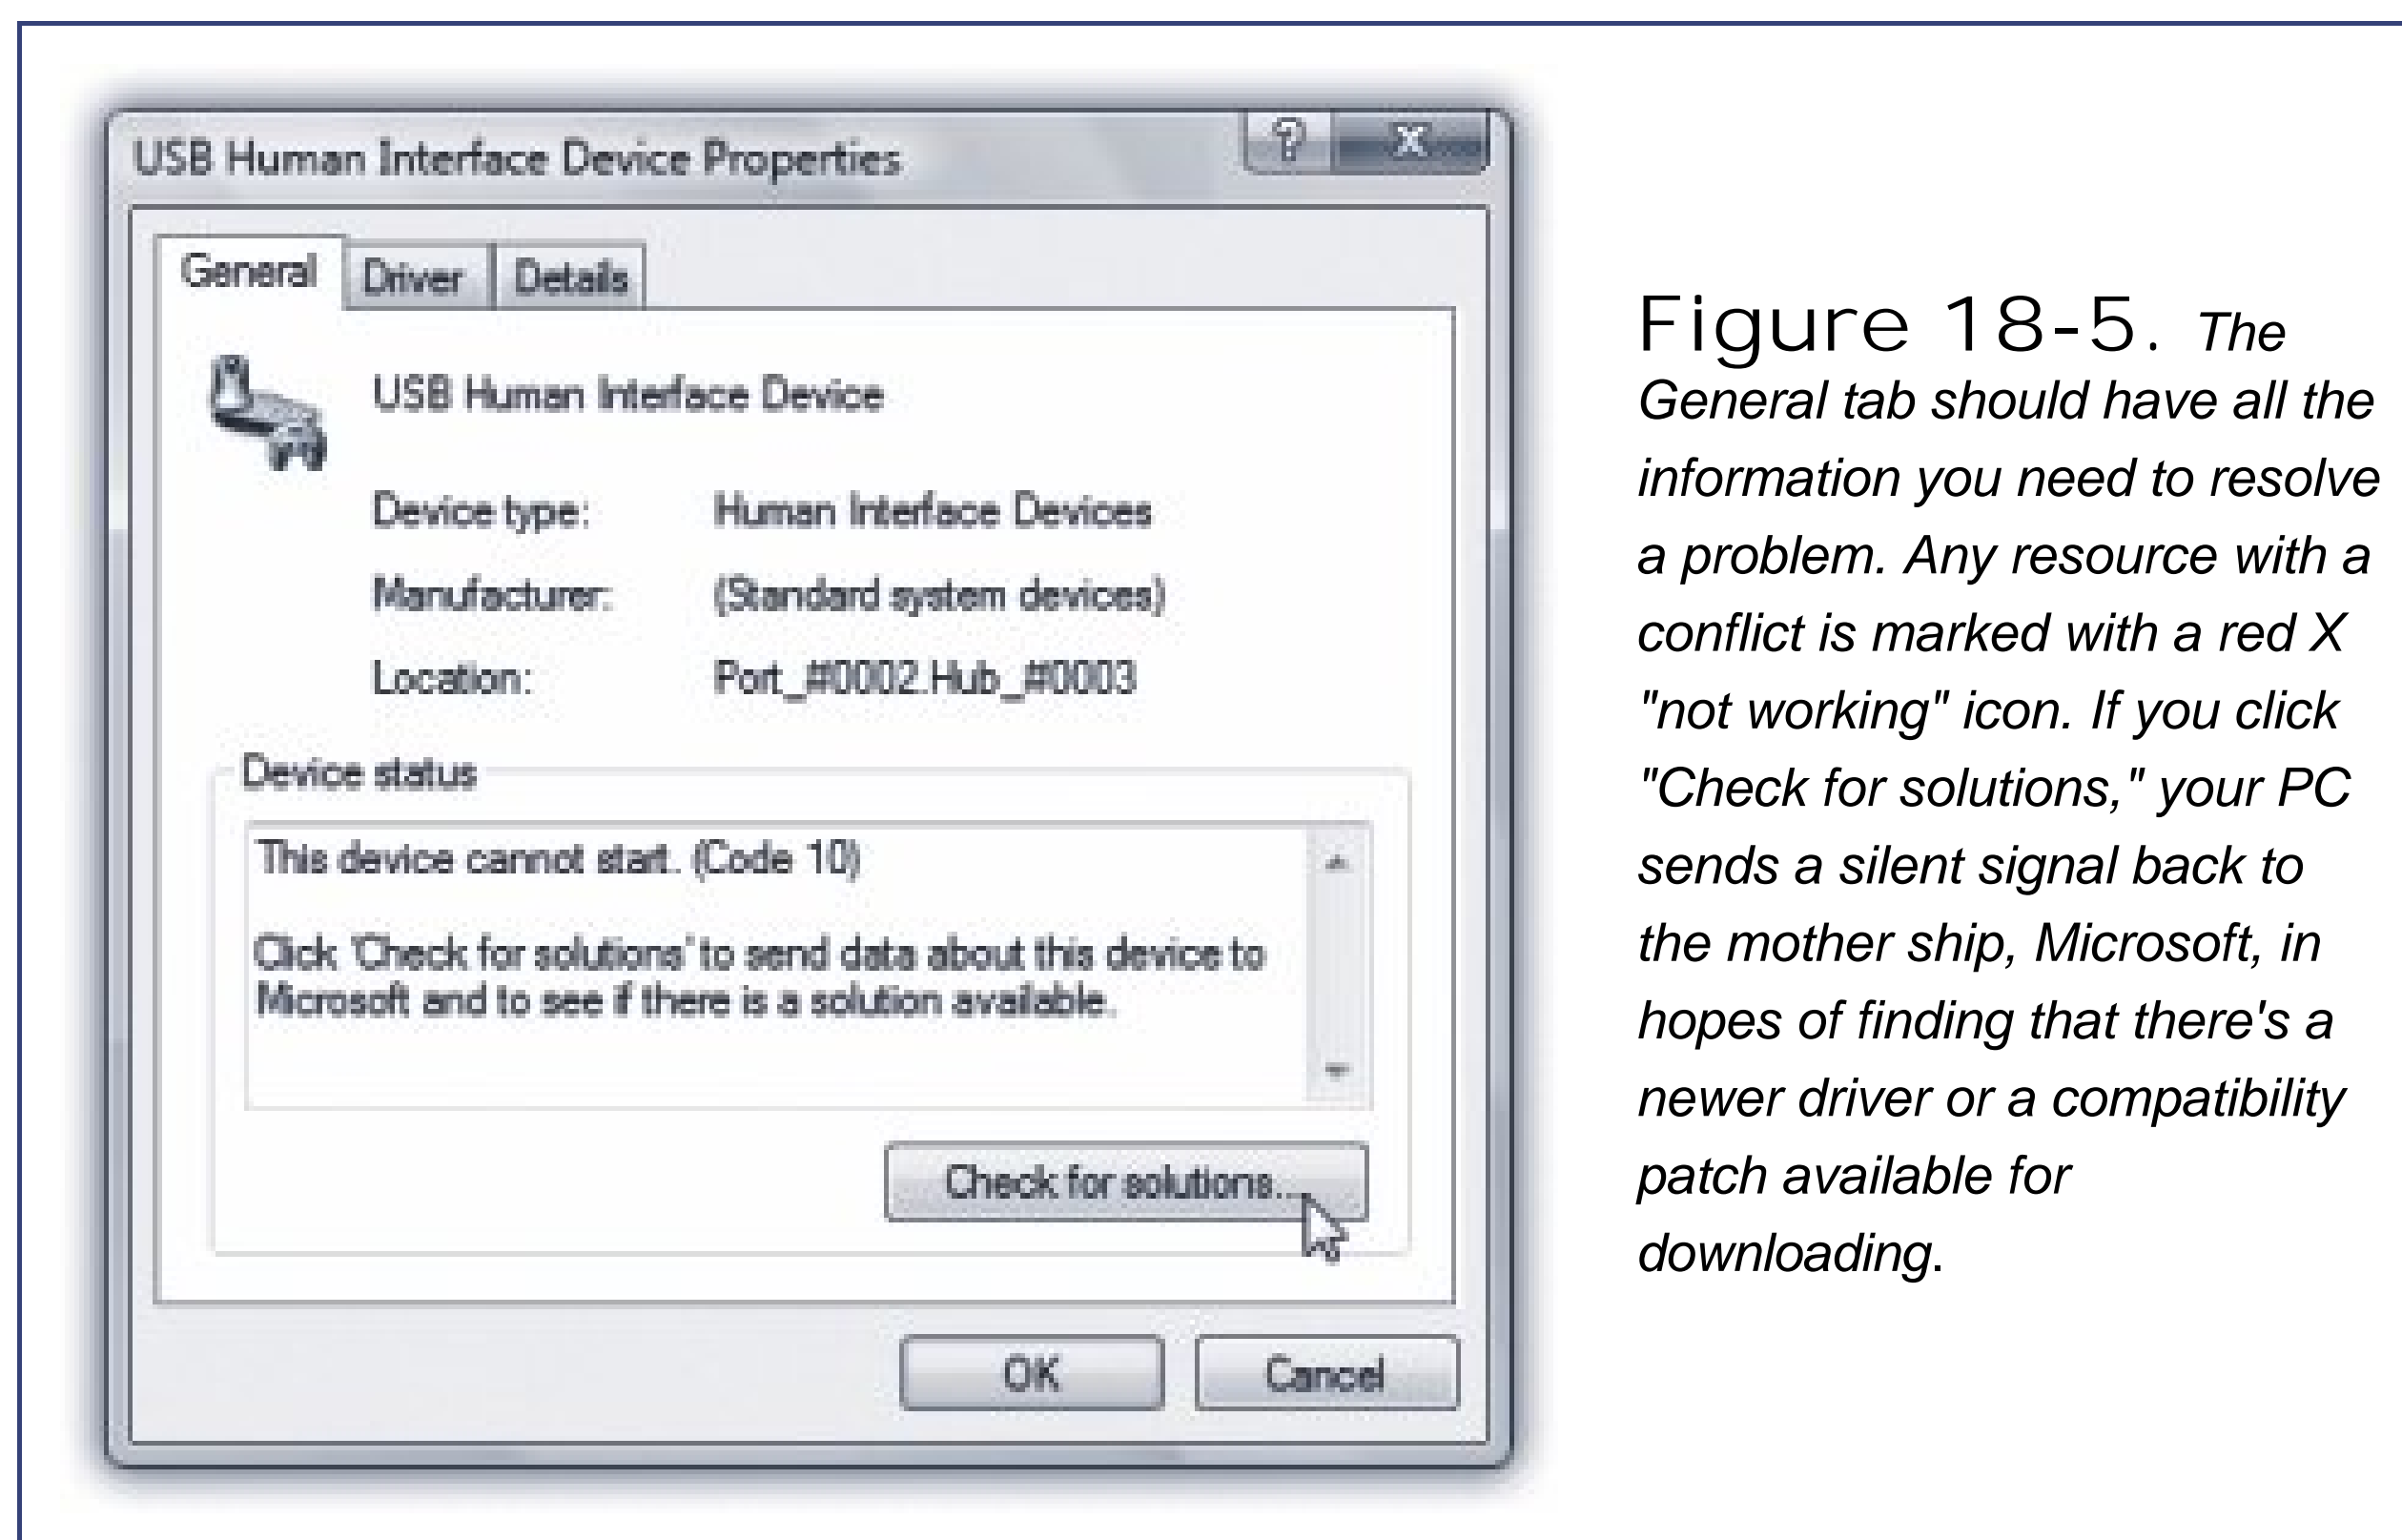 USB Human Interface Device Properties
General Driver Details
USB Human Interface Device
Device type: Human Interface Devices
Manufacturer: (Standard system devices)
Location: Port_#0002.Hub_#0003
Device status
This device cannot start. (Code 10)
Click 'Check for solutions' to send data about this device to
Microsoft and to see if there is a solution available.
Check for solutions...
OK Cancel
Figure 18-5. The
General tab should have all the
information you need to resolve
a problem. Any resource with a
conflict is marked with a red X
"not working" icon. If you click
"Check for solutions," your PC
sends a silent signal back to
the mother ship, Microsoft, in
hopes of finding that there's a
newer driver or a compatibility
patch available for
downloading.